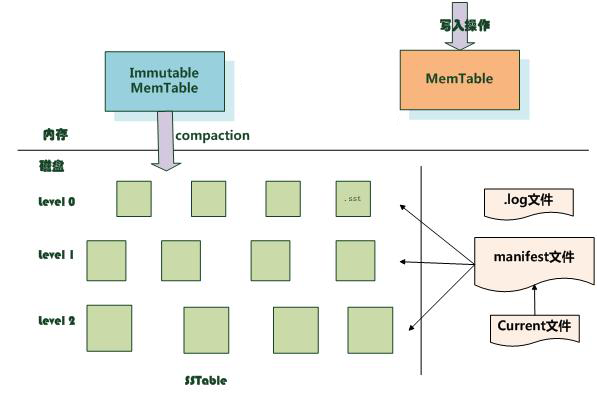 写入操作
Immutable
MemTable
MemTable
compaction
内存
磁盘
Level 0
.sst
.log文件
Level 1
manifest文件
Level 2
Current文件
SSTable